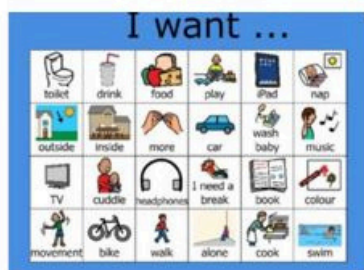 I want ...
toilet drink food play iPad nap
outside inside more car wash baby music
TV cuddle headphones I need a break book colour
movement bike walk alone cook swim